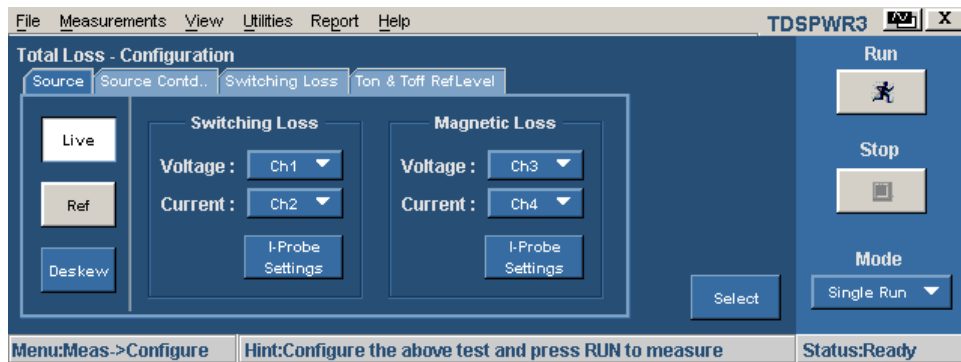 File Measurements View Utilities Report Help TDSPWR3 X
Total Loss - Configuration
Source Source Contd.. Switching Loss Ton & Toff RefLevel
Live
Ref
Deskew
Switching Loss
Voltage : Ch1
Current : Ch2
I-Probe
Settings
Magnetic Loss
Voltage : Ch3
Current : Ch4
I-Probe
Settings
Select
Run
Stop
Mode
Single Run
Menu:Meas->Configure Hint:Configure the above test and press RUN to measure Status:Ready